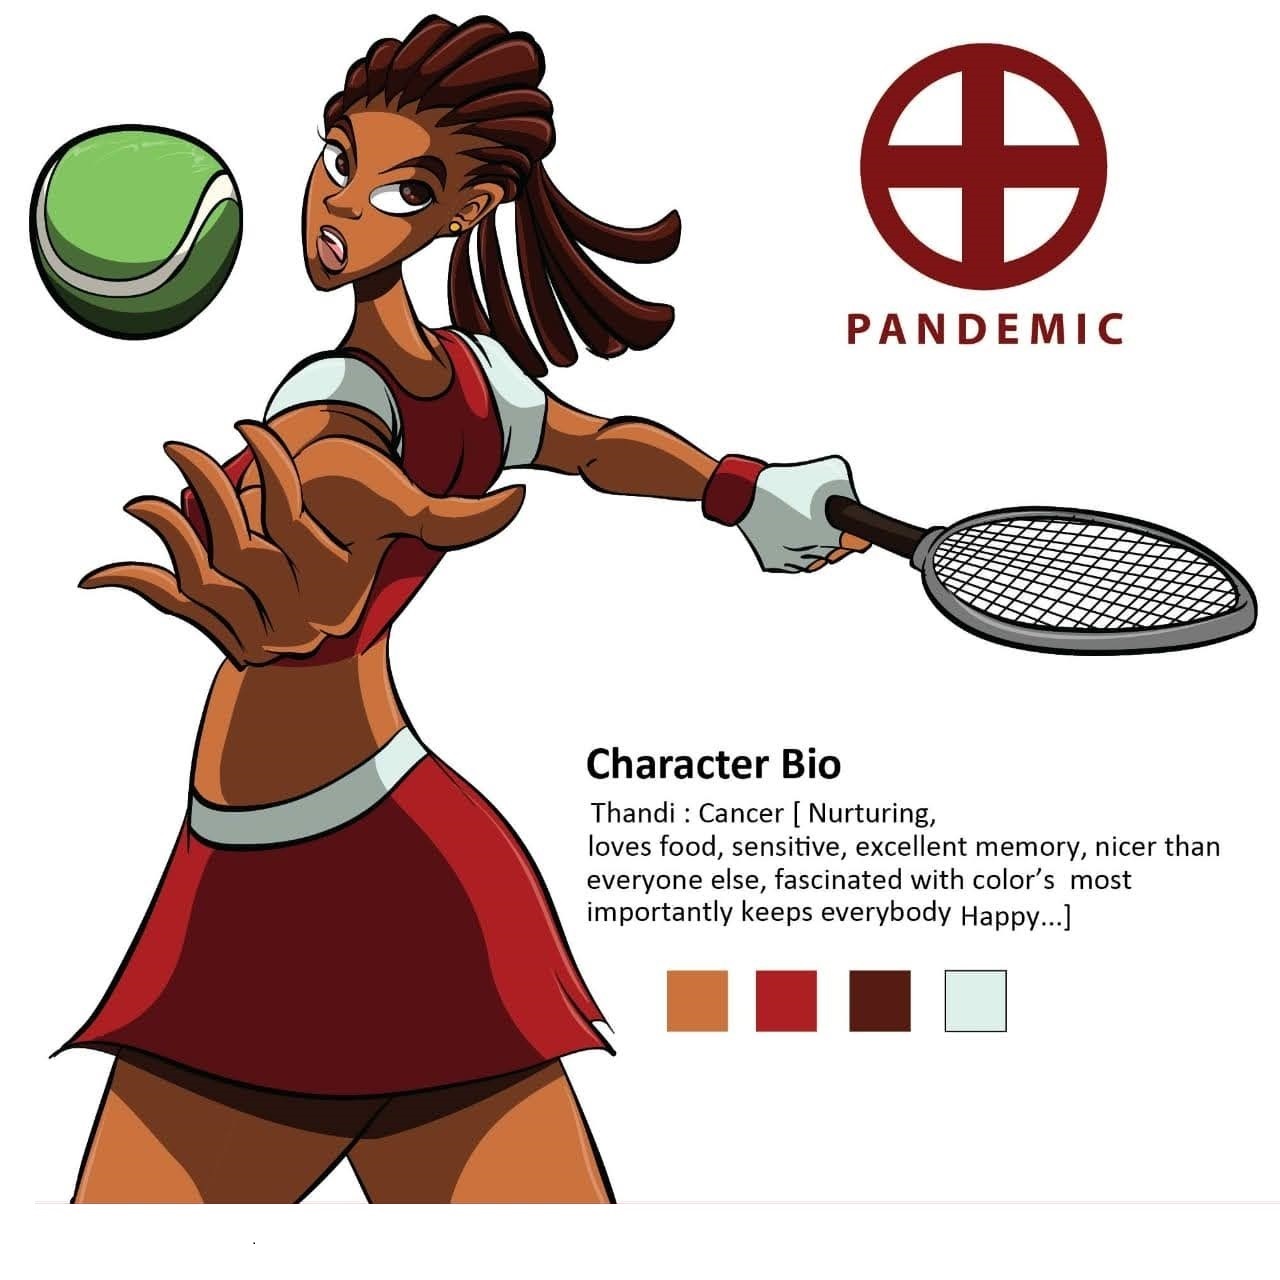 PANDEMIC
Character Bio
Thandi : Cancer [ Nurturing,
loves food, sensitive, excellent memory, nicer than
everyone else, fascinated with color’s  most
importantly keeps everybody Happy...]